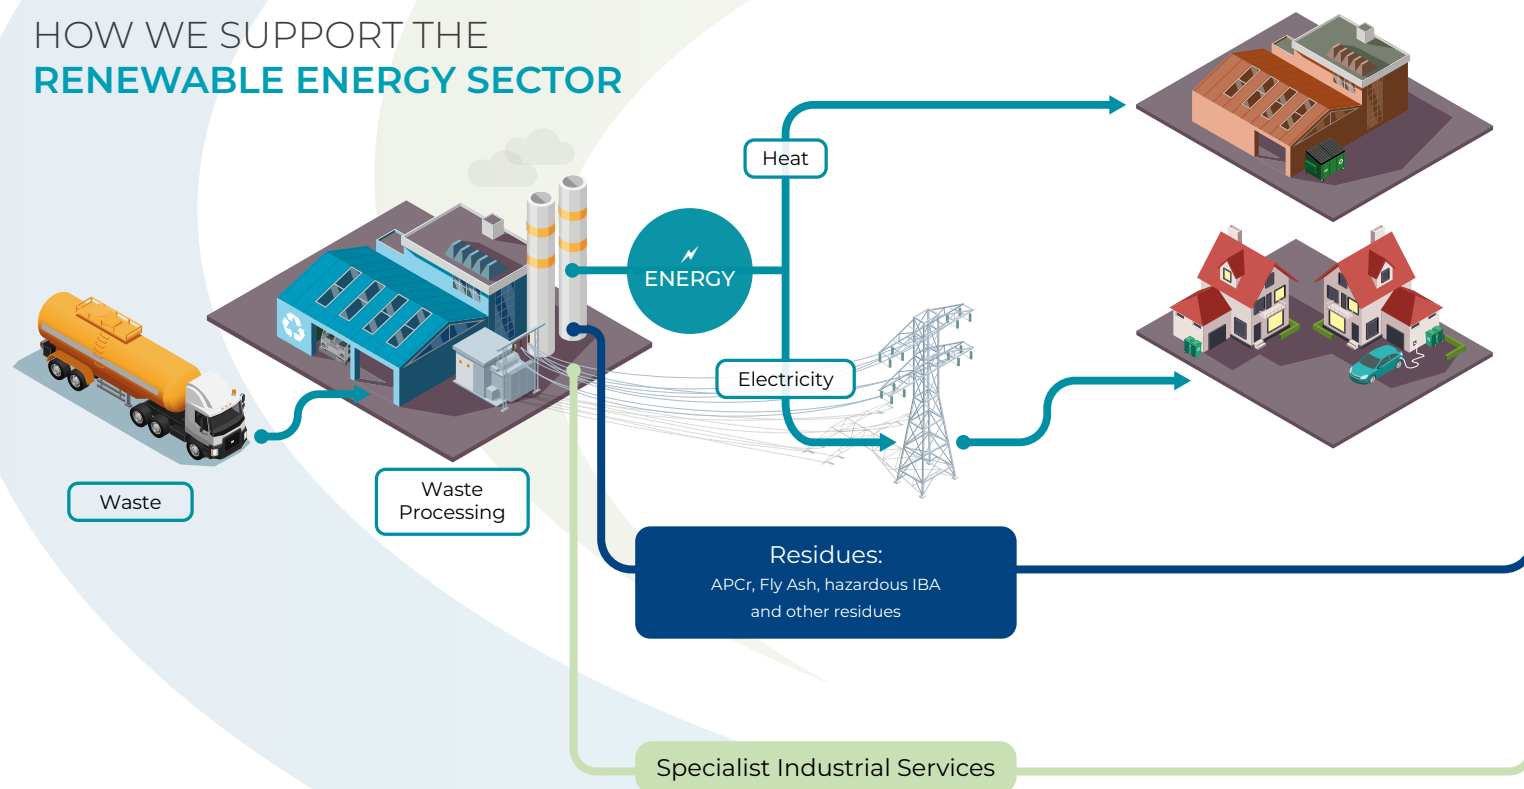 HOW WE SUPPORT THE
RENEWABLE ENERGY SECTOR
Heat
ENERGY
Electricity
Waste
Waste
Processing
Residues:
APCr, Fly Ash, hazardous IBA
and other residues
Specialist Industrial Services